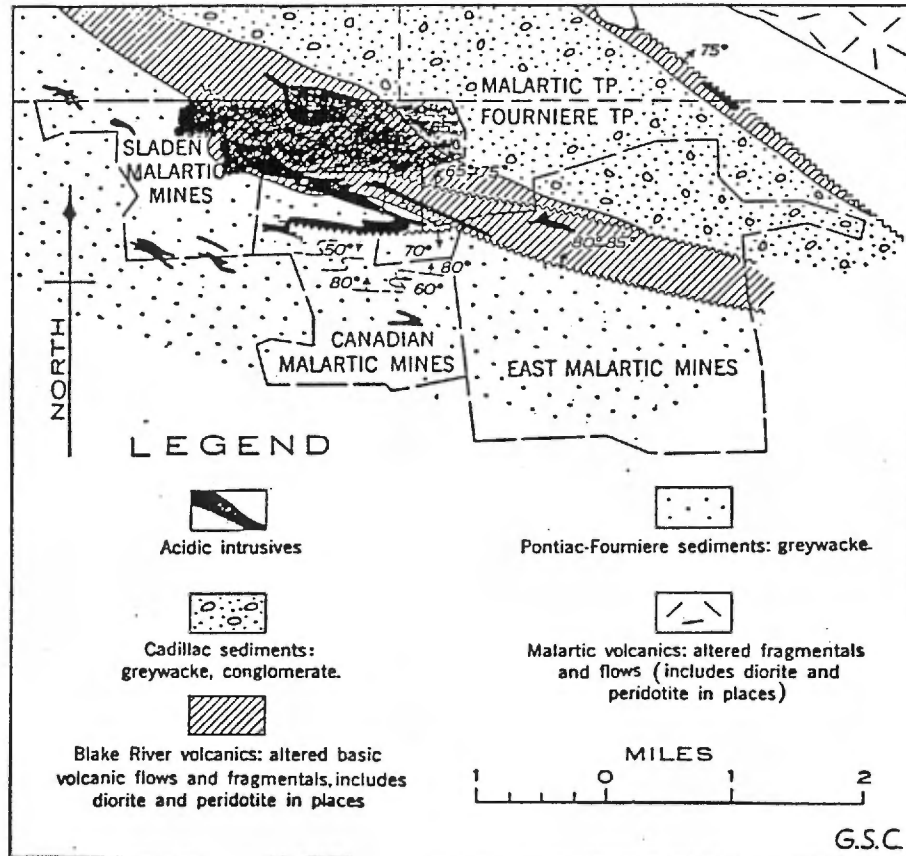 75°
MALARTIC TP.
FOURNIERE TP.
65°
SLADEN
MALARTIC
MINES
65°-75°
80°-85°
50°
70°
80°
80°
60°
CANADIAN
MALARTIC MINES
EAST MALARTIC MINES
NORTH
LEGEND
Acidic intrusives
Pontiac-Fourniere sediments: greywacke.
Cadillac sediments:
greywacke, conglomerate.
Malartic volcanics: altered fragmentals
and flows (includes diorite and
peridotite in places)
Blake River volcanics: altered basic
volcanic flows and fragmentals, includes
diorite and peridotite in places
MILES
1 0 1 2
G.S.C.